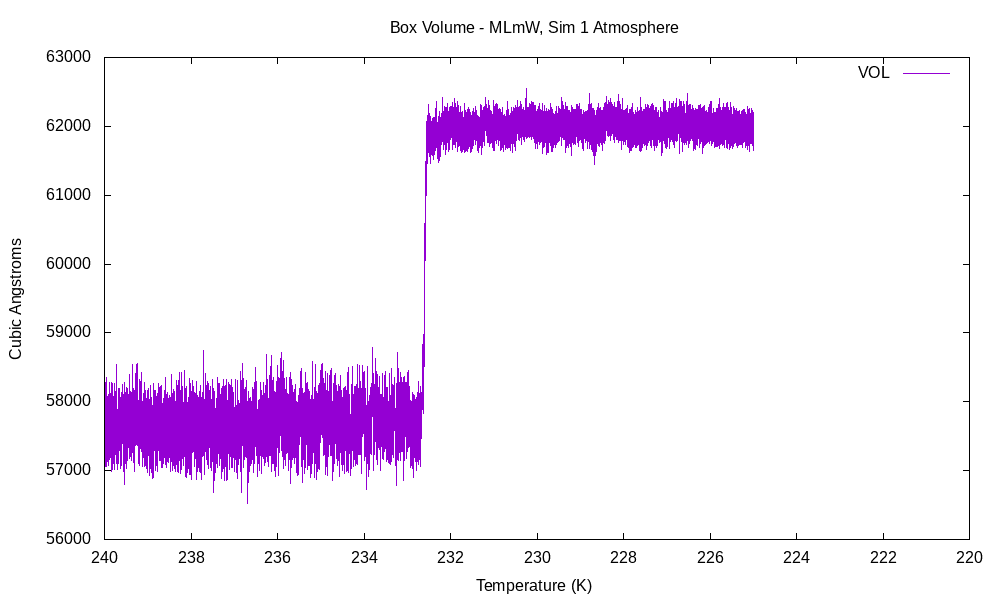 Box Volume - MLmW, Sim 1 Atmosphere
VOL
63000
62000
61000
60000
59000
58000
57000
56000
Cubic Angstroms
240 238 236 234 232 230 228 226 224 222 220
Temperature (K)